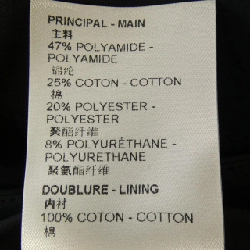 PRINCIPAL - MAIN
主料
47% POLYAMIDE -
POLYAMIDE
锦纶
25% COTON - COTTON
棉
20% POLYESTER -
POLYESTER
聚酯纤维
8% POLYURÉTHANE -
POLYURETHANE
聚氨酯纤维
DOUBLURE - LINING
内衬
100% COTON - COTTON
棉